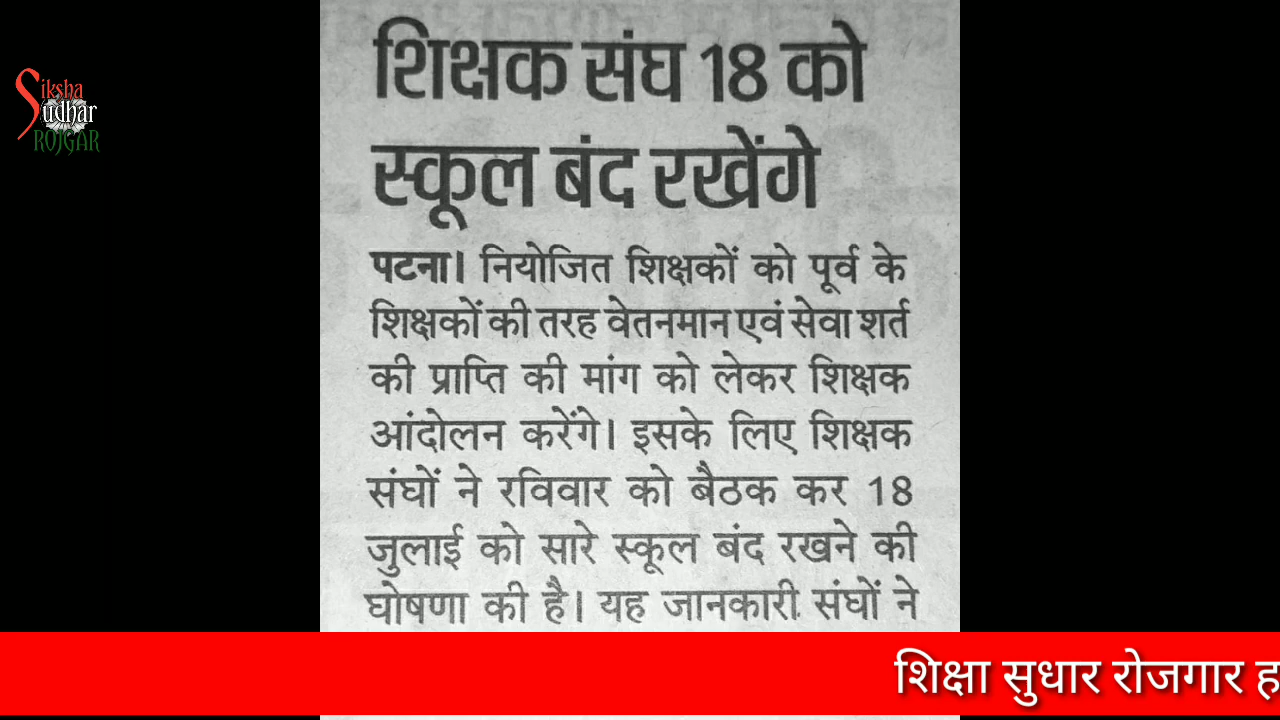 Siksha
Sudhar
ROJGAR
शिक्षक संघ 18 को
स्कूल बंद रखेंगे
पटना। नियोजित शिक्षकों को पूर्व के
शिक्षकों की तरह वेतनमान एवं सेवा शर्त
की प्राप्ति की मांग को लेकर शिक्षक
आंदोलन करेंगे। इसके लिए शिक्षक
संघों ने रविवार को बैठक कर 18
जुलाई को सारे स्कूल बंद रखने की
घोषणा की है। यह जानकारी संघों ने
शिक्षा सुधार रोजगार ह